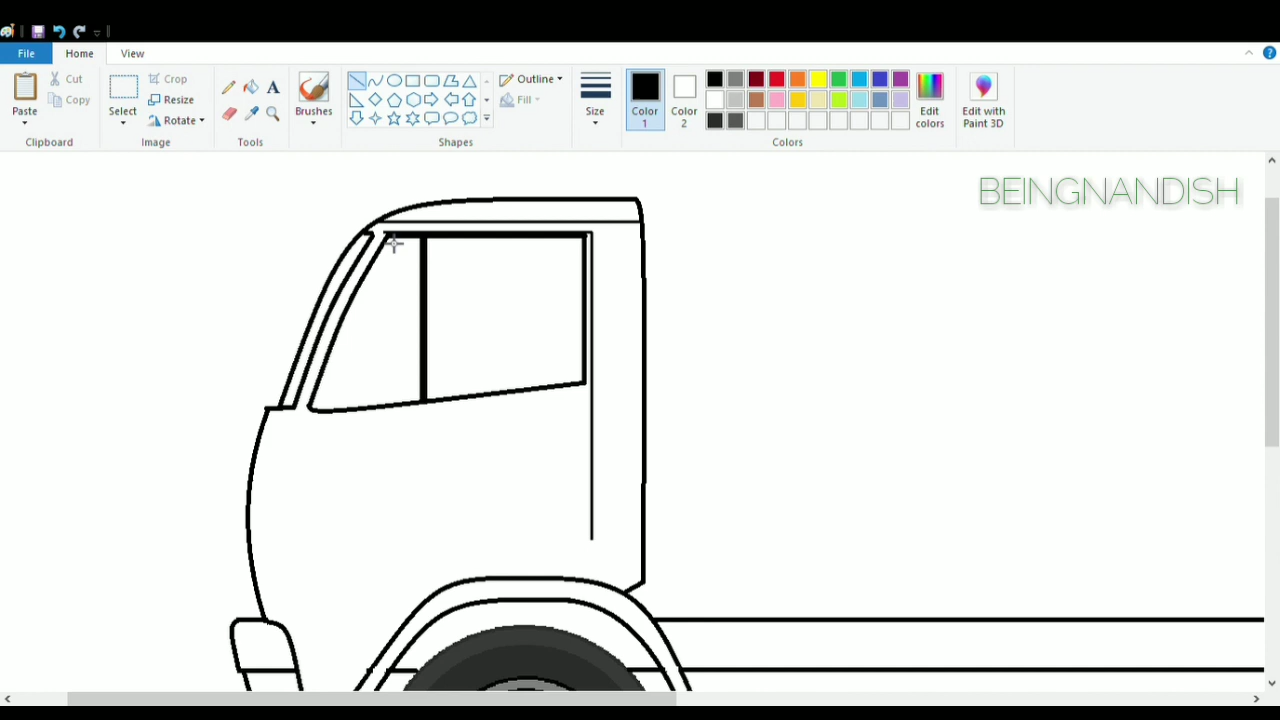 File Home View
Paste
Cut
Copy
Clipboard
Select
Crop
Resize
Rotate
Image
Tools
Brushes
Shapes
Outline
Fill
Size
Color 1
Color 2
Edit colors
Colors
Edit with Paint 3D
BEINGNANDISH